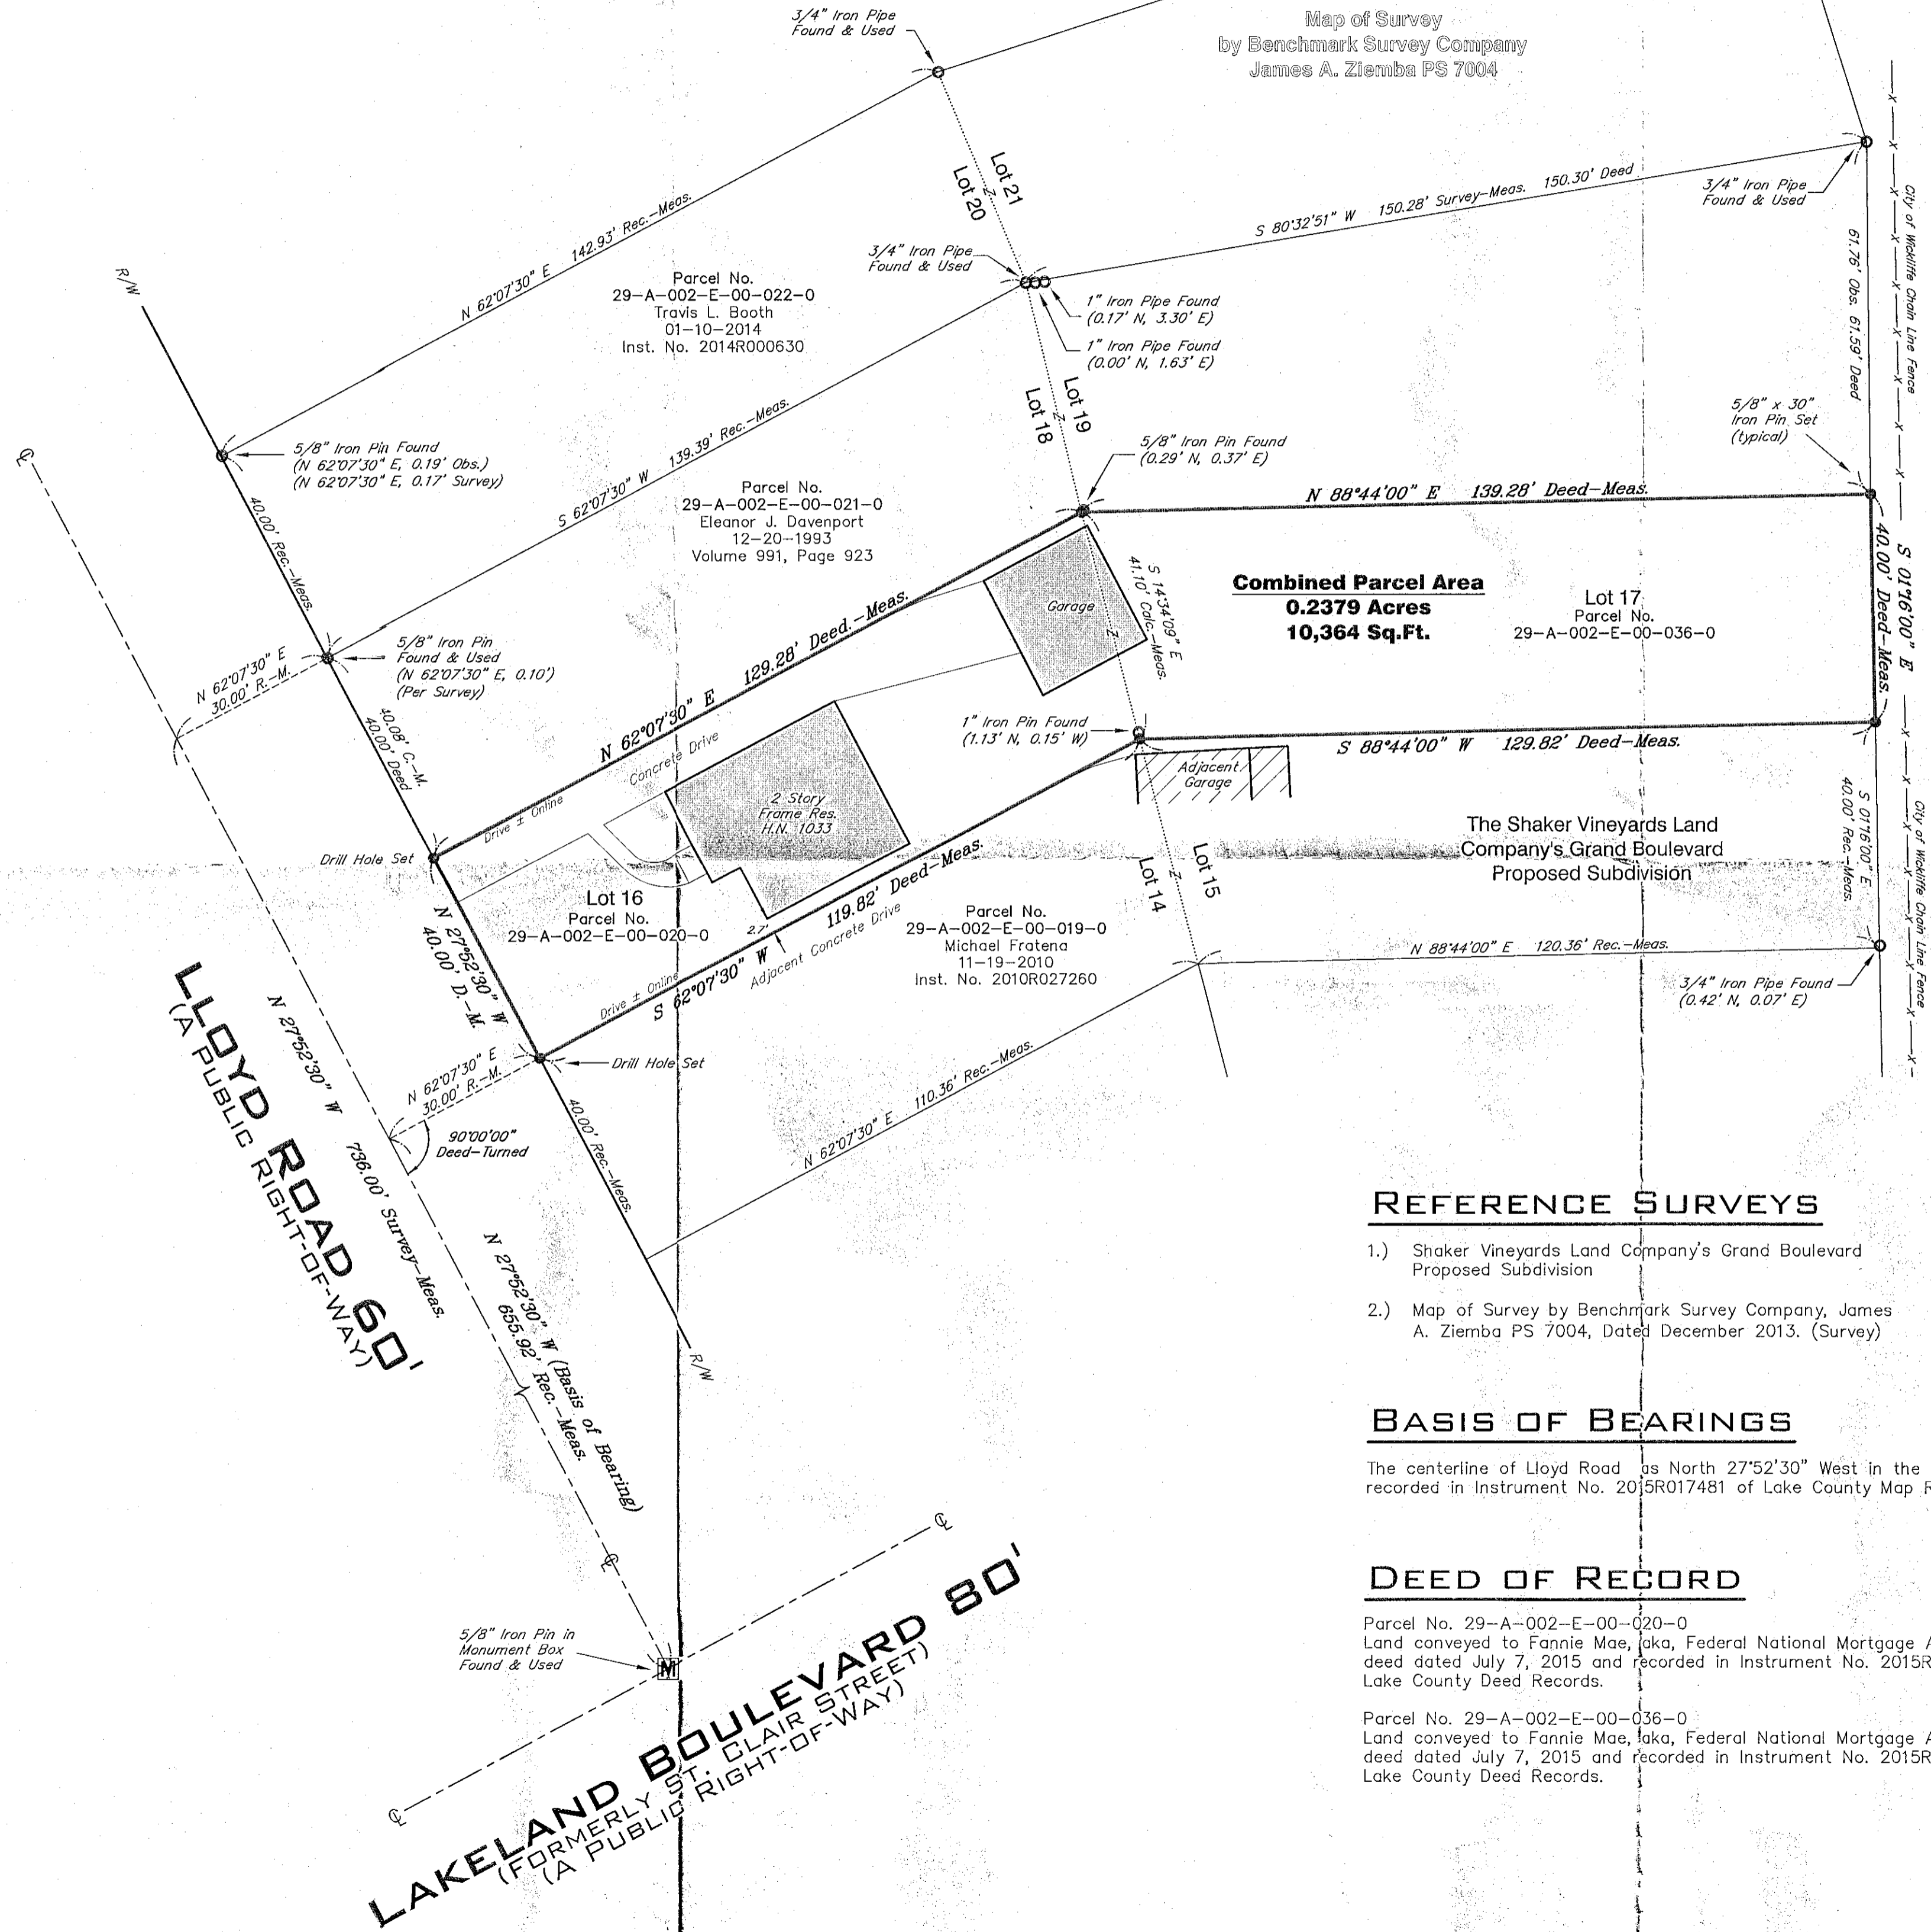 Map of Survey
by Benchmark Survey Company
James A. Ziemba PS 7004
3/4" Iron Pipe
Found & Used
Lot 21
Lot 20
Z
N 62°07'30" E 142.93' Rec.-Meas.
S 80°32'51" W 150.28' Survey-Meas. 150.30' Deed
3/4" Iron Pipe
Found & Used
City of Wickliffe Chain Line Fence
61.76' Obs. 61.59' Deed
3/4" Iron Pipe
Found & Used
R/W
Parcel No.
29-A-002-E-00-022-0
Travis L. Booth
01-10-2014
Inst. No. 2014R000630
1" Iron Pipe Found
(0.17' N, 3.30' E)
1" Iron Pipe Found
(0.00' N, 1.63' E)
S 62°07'30" W 139.39' Rec.-Meas.
Lot 19
Lot 18
Z
5/8" x 30"
Iron Pin Set
(typical)
5/8" Iron Pin Found
(N 62°07'30" E, 0.19' Obs.)
(N 62°07'30" E, 0.17' Survey)
5/8" Iron Pin Found
(0.29' N, 0.37' E)
40.00' Rec.-Meas.
Parcel No.
29-A-002-E-00-021-0
Eleanor J. Davenport
12-20-1993
Volume 991, Page 923
N 88°44'00" E 139.28' Deed-Meas.
S 01°16'00" E
40.00' Deed-Meas.
Combined Parcel Area
0.2379 Acres
10,364 Sq.Ft.
Lot 17
Parcel No.
29-A-002-E-00-036-0
Garage
Z
S 14°34'09" E
41.10' Calc.-Meas.
N 62°07'30" E
30.00' R.-M.
5/8" Iron Pin
Found & Used
(N 62°07'30" E, 0.10')
(Per Survey)
N 62°07'30" E 129.28' Deed.-Meas.
40.08' C.-M.
40.00' Deed
1" Iron Pin Found
(1.13' N, 0.15' W)
S 88°44'00" W 129.82' Deed-Meas.
Concrete Drive
Adjacent
Garage
2 Story
Frame Res.
H.N. 1033
Drive ± Online
Drill Hole Set
The Shaker Vineyards Land
Company's Grand Boulevard
Proposed Subdivision
S 01°16'00" E
40.00' Rec.-Meas.
City of Wickliffe Chain Line Fence
Lot 15
Lot 14
Z
Lot 16
Parcel No.
29-A-002-E-00-020-0
2.7'
S 62°07'30" W 119.82' Deed-Meas.
Adjacent Concrete Drive
Drive ± Online
Parcel No.
29-A-002-E-00-019-0
Michael Fratena
11-19-2010
Inst. No. 2010R027260
N 27°52'30" W
40.00' D.-M.
N 88°44'00" E 120.36' Rec.-Meas.
3/4" Iron Pipe Found
(0.42' N, 0.07' E)
Drill Hole Set
N 62°07'30" E
30.00' R.-M.
90°00'00"
Deed-Turned
N 62°07'30" E 110.36' Rec.-Meas.
40.00' Rec.-Meas.
LLOYD ROAD 60'
(A PUBLIC RIGHT-OF-WAY)
N 27°52'30" W 736.00' Survey-Meas.
N 27°52'30" W (Basis of Bearing)
655.92' Rec.-Meas.
R/W
REFERENCE SURVEYS
1.) Shaker Vineyards Land Company's Grand Boulevard
Proposed Subdivision
2.) Map of Survey by Benchmark Survey Company, James
A. Ziemba PS 7004, Dated December 2013. (Survey)
BASIS OF BEARINGS
The centerline of Lloyd Road as North 27°52'30" West in the
recorded in Instrument No. 2015R017481 of Lake County Map R
DEED OF RECORD
Parcel No. 29-A-002-E-00-020-0
Land conveyed to Fannie Mae, aka, Federal National Mortgage A
deed dated July 7, 2015 and recorded in Instrument No. 2015R
Lake County Deed Records.
Parcel No. 29-A-002-E-00-036-0
Land conveyed to Fannie Mae, aka, Federal National Mortgage A
deed dated July 7, 2015 and recorded in Instrument No. 2015R
Lake County Deed Records.
5/8" Iron Pin in
Monument Box
Found & Used
M
LAKELAND BOULEVARD 80'
(FORMERLY ST. CLAIR STREET)
(A PUBLIC RIGHT-OF-WAY)